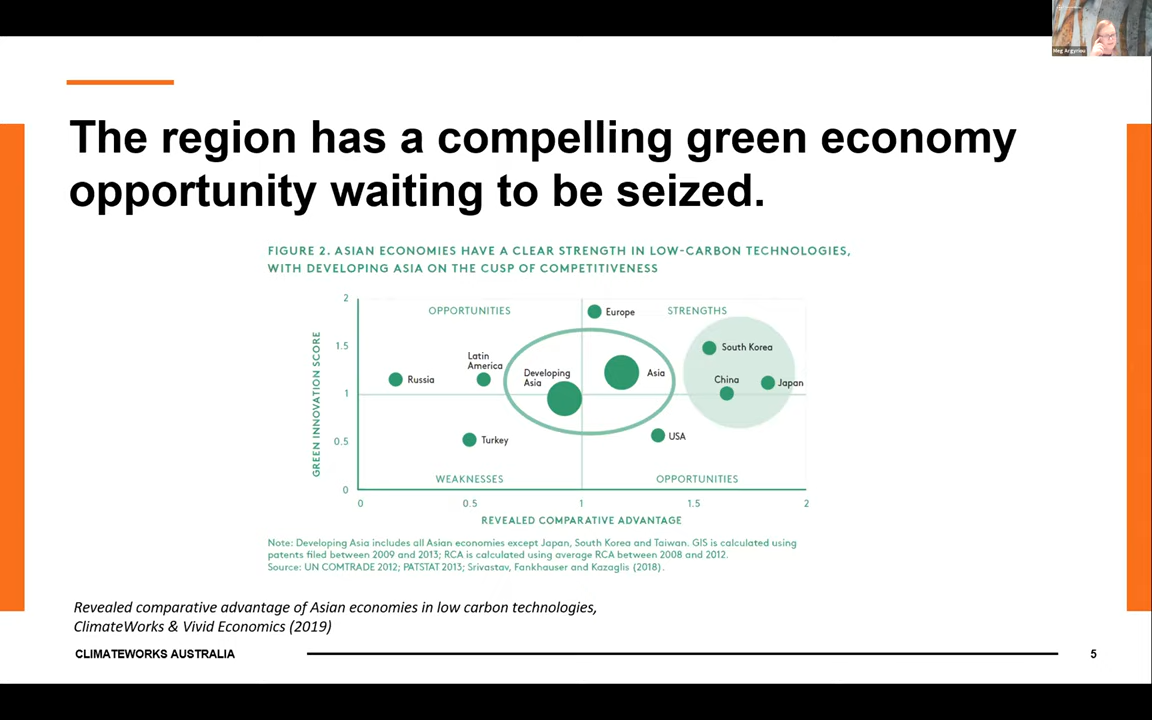 Meg Argyriou
The region has a compelling green economy
opportunity waiting to be seized.
FIGURE 2. ASIAN ECONOMIES HAVE A CLEAR STRENGTH IN LOW-CARBON TECHNOLOGIES,
WITH DEVELOPING ASIA ON THE CUSP OF COMPETITIVENESS
GREEN INNOVATION SCORE
2
1.5
1
0.5
0
OPPORTUNITIES
STRENGTHS
Europe
South Korea
Latin
America
Russia
Developing
Asia
Asia
China
Japan
Turkey
USA
WEAKNESSES
OPPORTUNITIES
0
0.5
1
1.5
2
REVEALED COMPARATIVE ADVANTAGE
Note: Developing Asia includes all Asian economies except Japan, South Korea and Taiwan. GIS is calculated using
patents filed between 2009 and 2013; RCA is calculated using average RCA between 2008 and 2012.
Source: UN COMTRADE 2012; PATSTAT 2013; Srivastav, Fankhauser and Kazaglis (2018).
Revealed comparative advantage of Asian economies in low carbon technologies,
ClimateWorks & Vivid Economics (2019)
CLIMATEWORKS AUSTRALIA
5